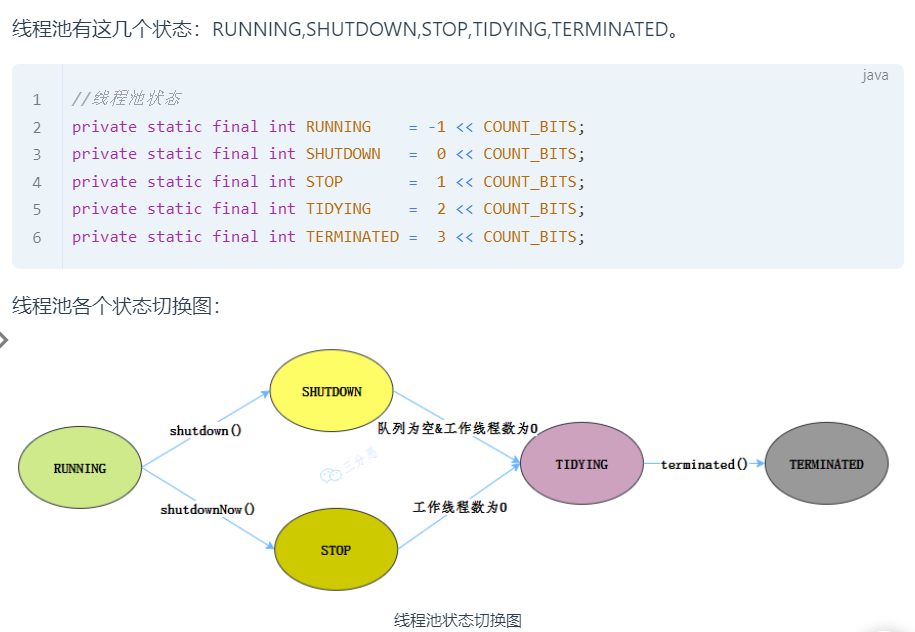 线程池有这几个状态：RUNNING,SHUTDOWN,STOP,TIDYING,TERMINATED。
java
1 //线程池状态
2 private static final int RUNNING    = -1 << COUNT_BITS;
3 private static final int SHUTDOWN   =  0 << COUNT_BITS;
4 private static final int STOP       =  1 << COUNT_BITS;
5 private static final int TIDYING    =  2 << COUNT_BITS;
6 private static final int TERMINATED =  3 << COUNT_BITS;
线程池各个状态切换图：
SHUTDOWN
shutdown()
队列为空&工作线程数为0
RUNNING
三分恶
TIDYING
terminated()
TERMINATED
shutdownNow()
工作线程数为0
STOP
线程池状态切换图